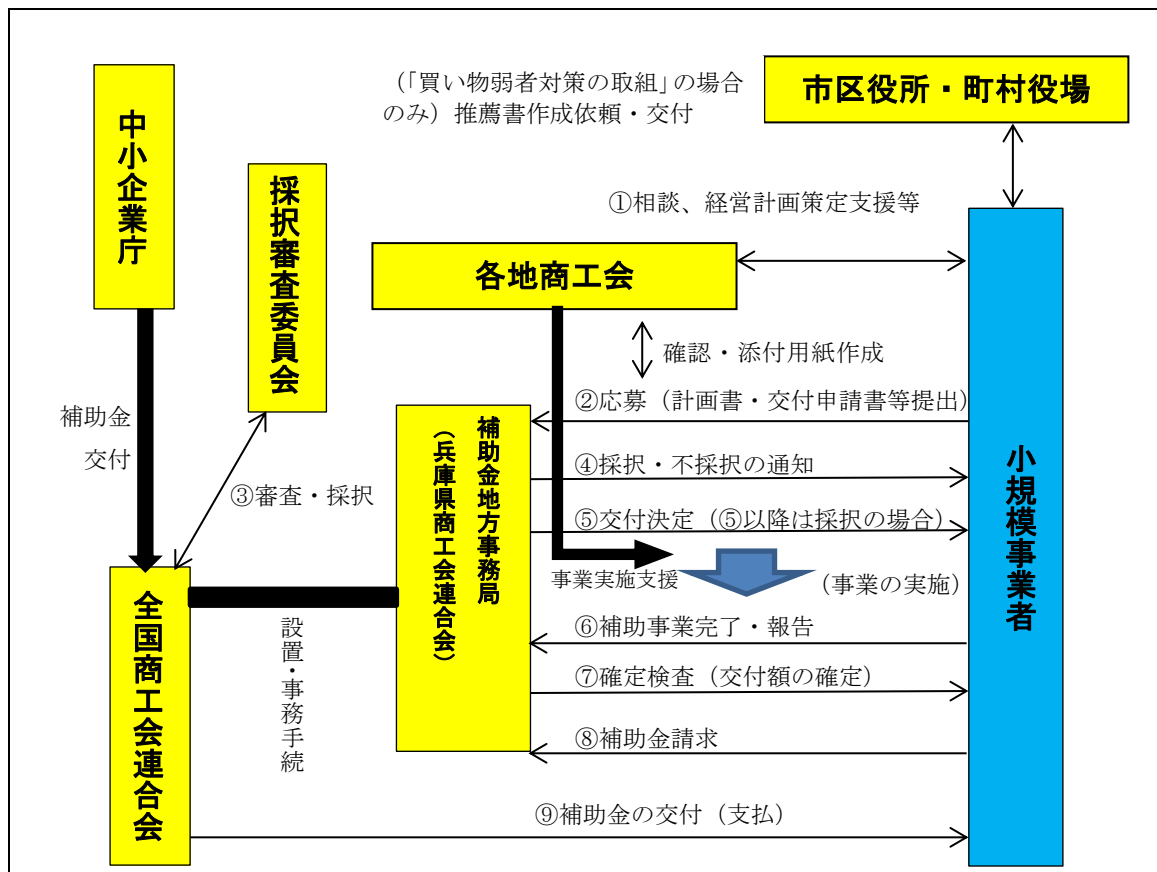 （「買い物弱者対策の取組」の場合
のみ）推薦書作成依頼・交付
市区役所・町村役場
中小企業庁
採択審査委員会
①相談、経営計画策定支援等
各地商工会
確認・添付用紙作成
補助金
交付
②応募（計画書・交付申請書等提出）
③審査・採択
補助金地方事務局
（兵庫県商工会連合会）
④採択・不採択の通知
⑤交付決定（⑤以降は採択の場合）
事業実施支援
（事業の実施）
小規模事業者
全国商工会連合会
設置・事務手続
⑥補助事業完了・報告
⑦確定検査（交付額の確定）
⑧補助金請求
⑨補助金の交付（支払）